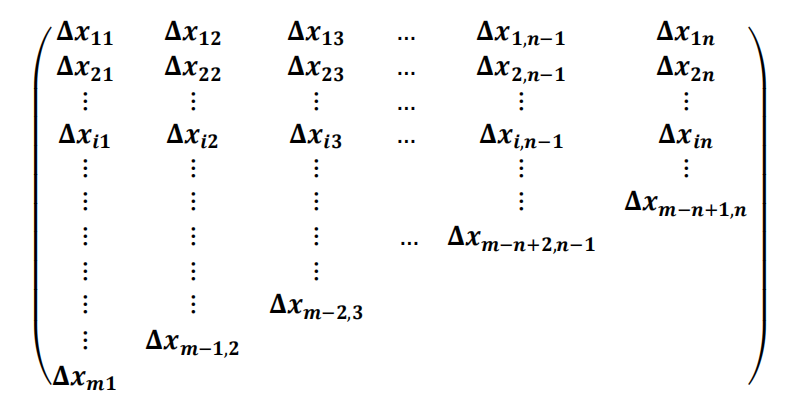 Δx₁₁ Δx₁₂ Δx₁₃ ... Δx₁,ₙ₋₁ Δx₁ₙ
Δx₂₁ Δx₂₂ Δx₂₃ ... Δx₂,ₙ₋₁ Δx₂ₙ
⋮ ⋮ ⋮ ... ⋮ ⋮
Δxᵢ₁ Δxᵢ₂ Δxᵢ₃ ... Δxᵢ,ₙ₋₁ Δxᵢₙ
⋮ ⋮ ⋮ ⋮ ⋮
⋮ ⋮ ⋮ ⋮ Δxₘ₋ₙ₊₁,ₙ
⋮ ⋮ ⋮ ... Δxₘ₋ₙ₊₂,ₙ₋₁
⋮ ⋮ ⋮
⋮ ⋮ Δxₘ₋₂,₃
⋮ Δxₘ₋₁,₂
Δxₘ₁